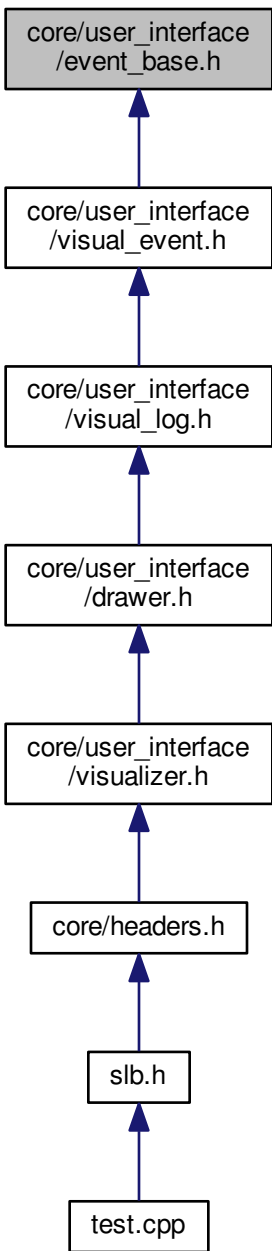 core/user_interface
/event_base.h
core/user_interface
/visual_event.h
core/user_interface
/visual_log.h
core/user_interface
/drawer.h
core/user_interface
/visualizer.h
core/headers.h
slb.h
test.cpp